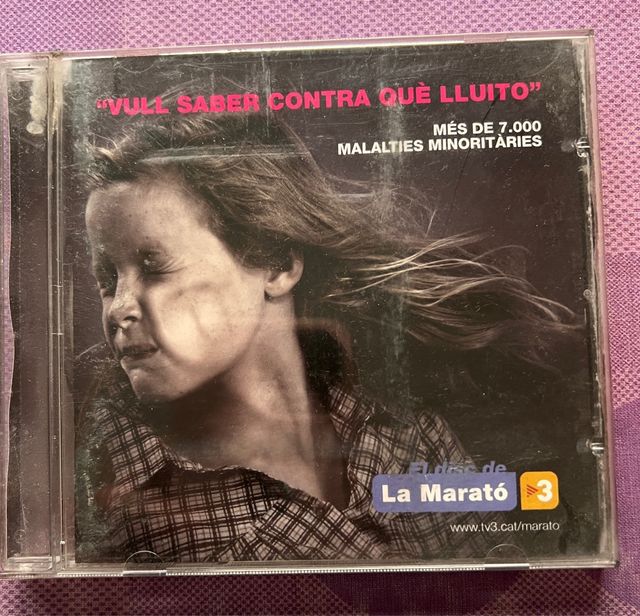 "VULL SABER CONTRA QUÈ LLUITO"
MÉS DE 7.000
MALALTIES MINORITÀRIES
El disc de
La Marató 3
www.tv3.cat/marato